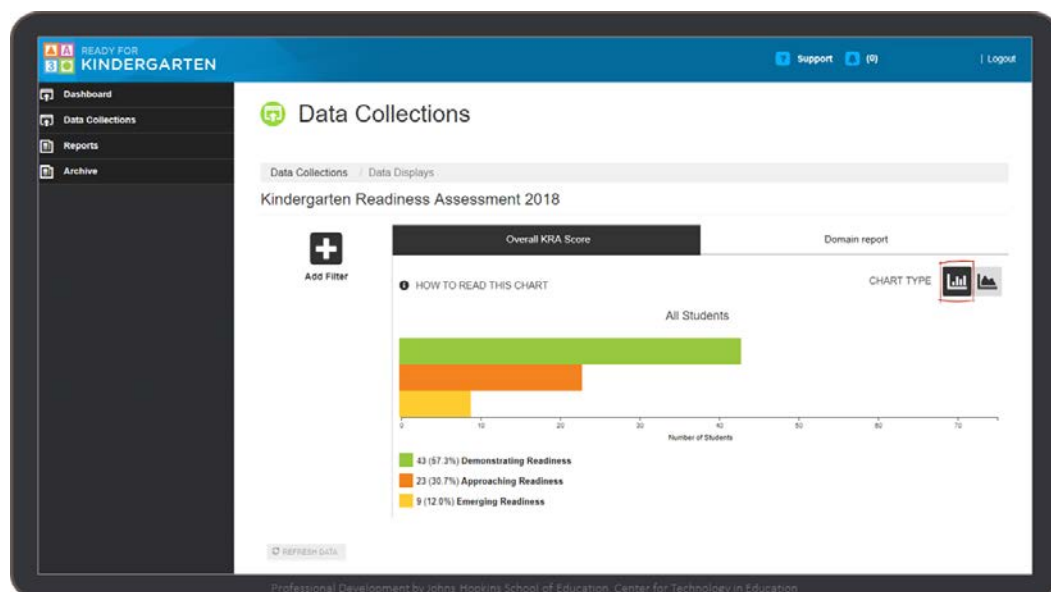 READY FOR
KINDERGARTEN
Support (0) | Logout
Dashboard
Data Collections
Reports
Archive
Data Collections
Data Collections / Data Displays
Kindergarten Readiness Assessment 2018
Add Filter
Overall KRA Score Domain report
HOW TO READ THIS CHART
CHART TYPE
All Students
0 10 20 30 40 50 60 70
Number of Students
43 (57.3%) Demonstrating Readiness
23 (30.7%) Approaching Readiness
9 (12.0%) Emerging Readiness
REFRESH DATA
Professional Development by Johns Hopkins School of Education, Center for Technology in Education